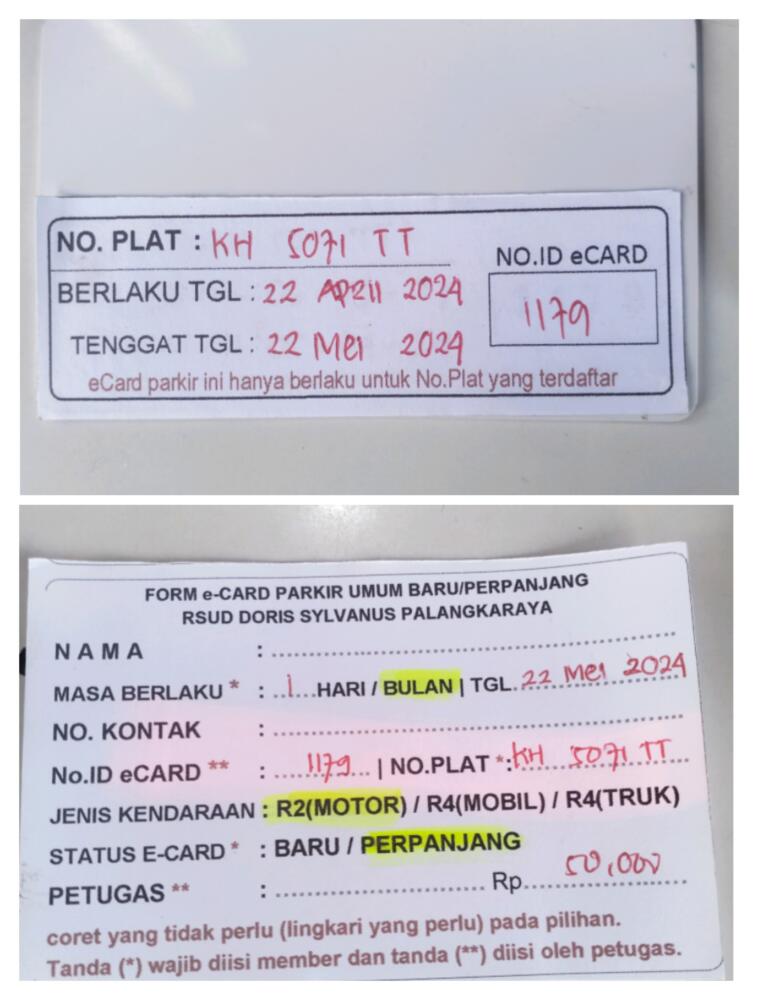 NO. PLAT : KH 5071 TT
NO.ID eCARD
BERLAKU TGL : 22 APRIl 2024
1179
TENGGAT TGL : 22 MEI 2024
eCard parkir ini hanya berlaku untuk No.Plat yang terdaftar
FORM e-CARD PARKIR UMUM BARU/PERPANJANG
RSUD DORIS SYLVANUS PALANGKARAYA
NAMA : ........................................
MASA BERLAKU * : ..1...HARI / BULAN | TGL.22 MEI 2024
NO. KONTAK : ........................................
No.ID eCARD ** : .....1179... | NO.PLAT *:KH 5071 TT
JENIS KENDARAAN : R2(MOTOR) / R4(MOBIL) / R4(TRUK)
STATUS E-CARD * : BARU / PERPANJANG
PETUGAS ** : .............................. Rp...50,000
coret yang tidak perlu (lingkari yang perlu) pada pilihan.
Tanda (*) wajib diisi member dan tanda (**) diisi oleh petugas.